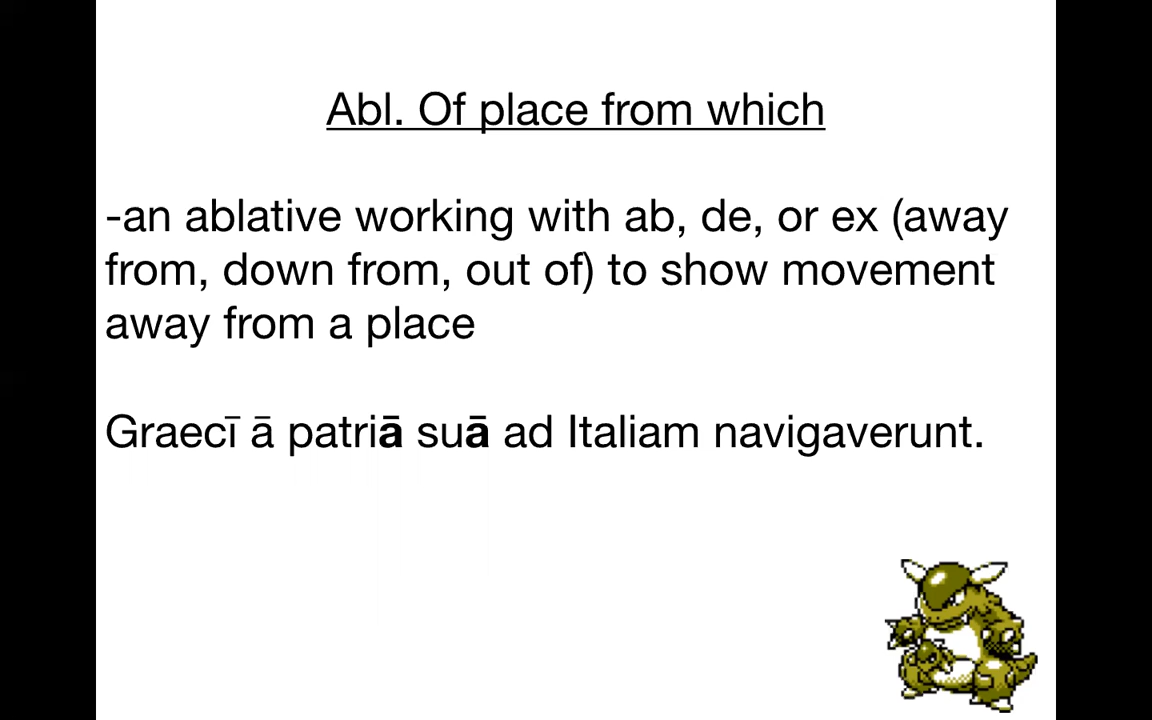 Abl. Of place from which
-an ablative working with ab, de, or ex (away
from, down from, out of) to show movement
away from a place
Graecī ā patriā suā ad Italiam navigaverunt.